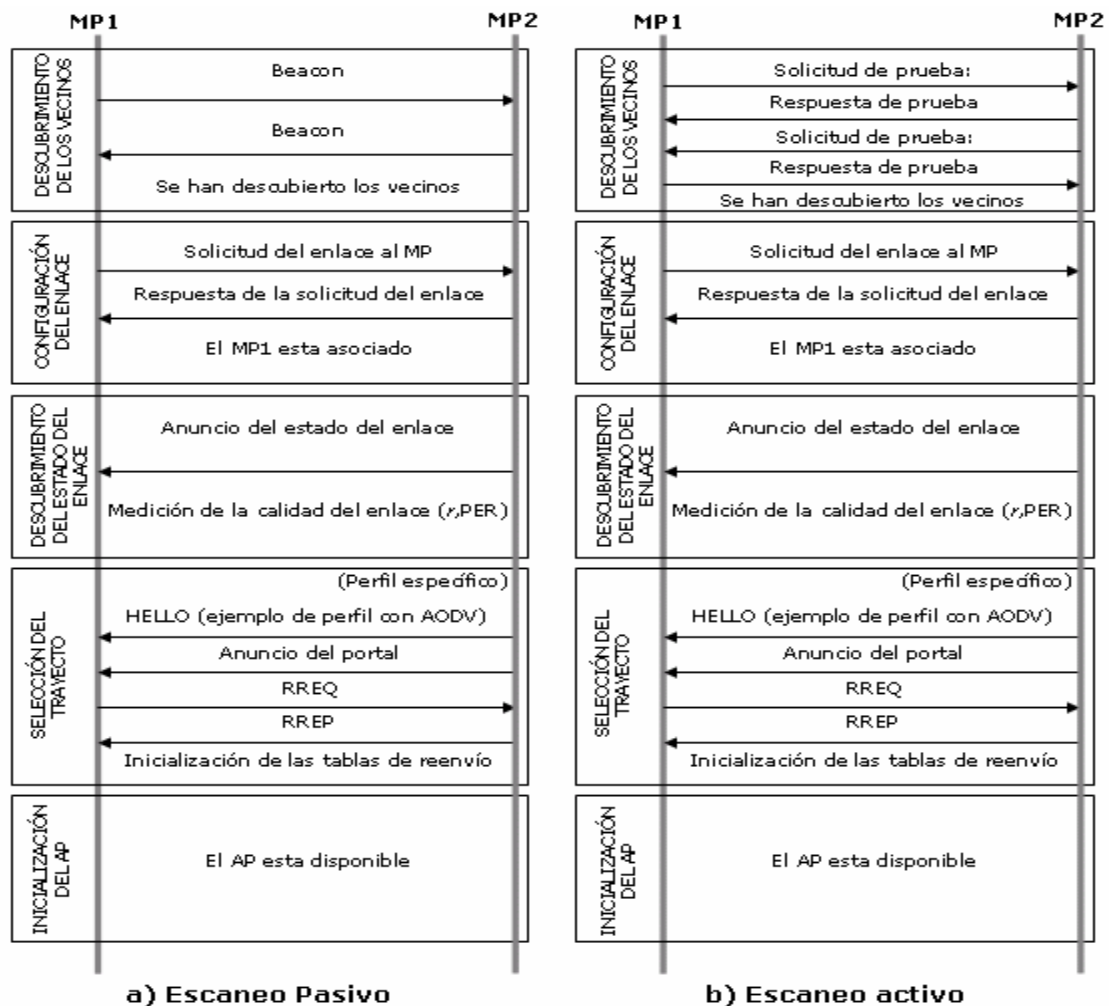 MP1
MP2
DESCUBRIMIENTO
DE LOS VECINOS
Beacon
Beacon
Se han descubierto los vecinos
CONFIGURACIÓN
DEL ENLACE
Solicitud del enlace al MP
Respuesta de la solicitud del enlace
El MP1 esta asociado
DESCUBRIMIENTO
DEL ESTADO DEL
ENLACE
Anuncio del estado del enlace
Medición de la calidad del enlace (r,PER)
SELECCIÓN DEL
TRAYECTO
(Perfil específico)
HELLO (ejemplo de perfil con AODV)
Anuncio del portal
RREQ
RREP
Inicialización de las tablas de reenvío
INICIALIZACIÓN
DEL AP
El AP esta disponible
a) Escaneo Pasivo
MP1
MP2
DESCUBRIMIENTO
DE LOS VECINOS
Solicitud de prueba:
Respuesta de prueba
Solicitud de prueba:
Respuesta de prueba
Se han descubierto los vecinos
CONFIGURACIÓN
DEL ENLACE
Solicitud del enlace al MP
Respuesta de la solicitud del enlace
El MP1 esta asociado
DESCUBRIMIENTO
DEL ESTADO DEL
ENLACE
Anuncio del estado del enlace
Medición de la calidad del enlace (r,PER)
SELECCIÓN DEL
TRAYECTO
(Perfil específico)
HELLO (ejemplo de perfil con AODV)
Anuncio del portal
RREQ
RREP
Inicialización de las tablas de reenvío
INICIALIZACIÓN
DEL AP
El AP esta disponible
b) Escaneo activo